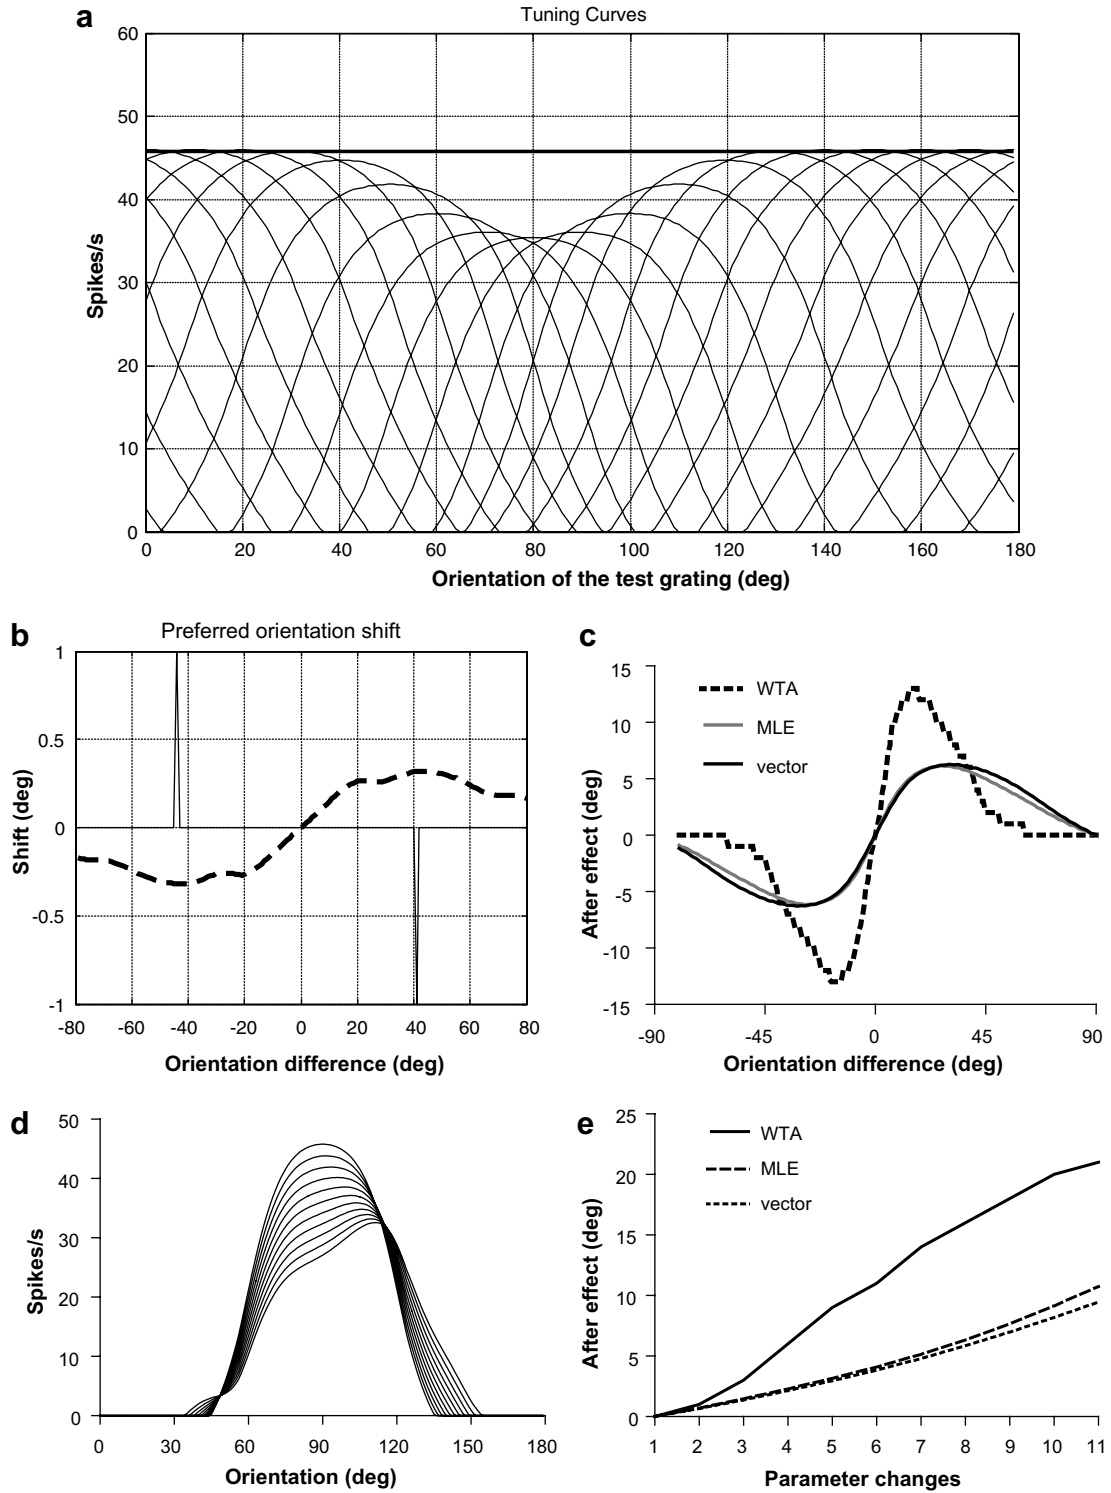 a
Tuning Curves
60
50
40
30
20
10
0
Spikes/s
0 20 40 60 80 100 120 140 160 180
Orientation of the test grating (deg)
b
Preferred orientation shift
1
0.5
0
-0.5
-1
Shift (deg)
-80 -60 -40 -20 0 20 40 60 80
Orientation difference (deg)
c
15
10
5
0
-5
-10
-15
After effect (deg)
WTA
MLE
vector
-90 -45 0 45 90
Orientation difference (deg)
d
50
40
30
20
10
0
Spikes/s
0 30 60 90 120 150 180
Orientation (deg)
e
25
20
15
10
5
0
After effect (deg)
WTA
MLE
vector
1 2 3 4 5 6 7 8 9 10 11
Parameter changes